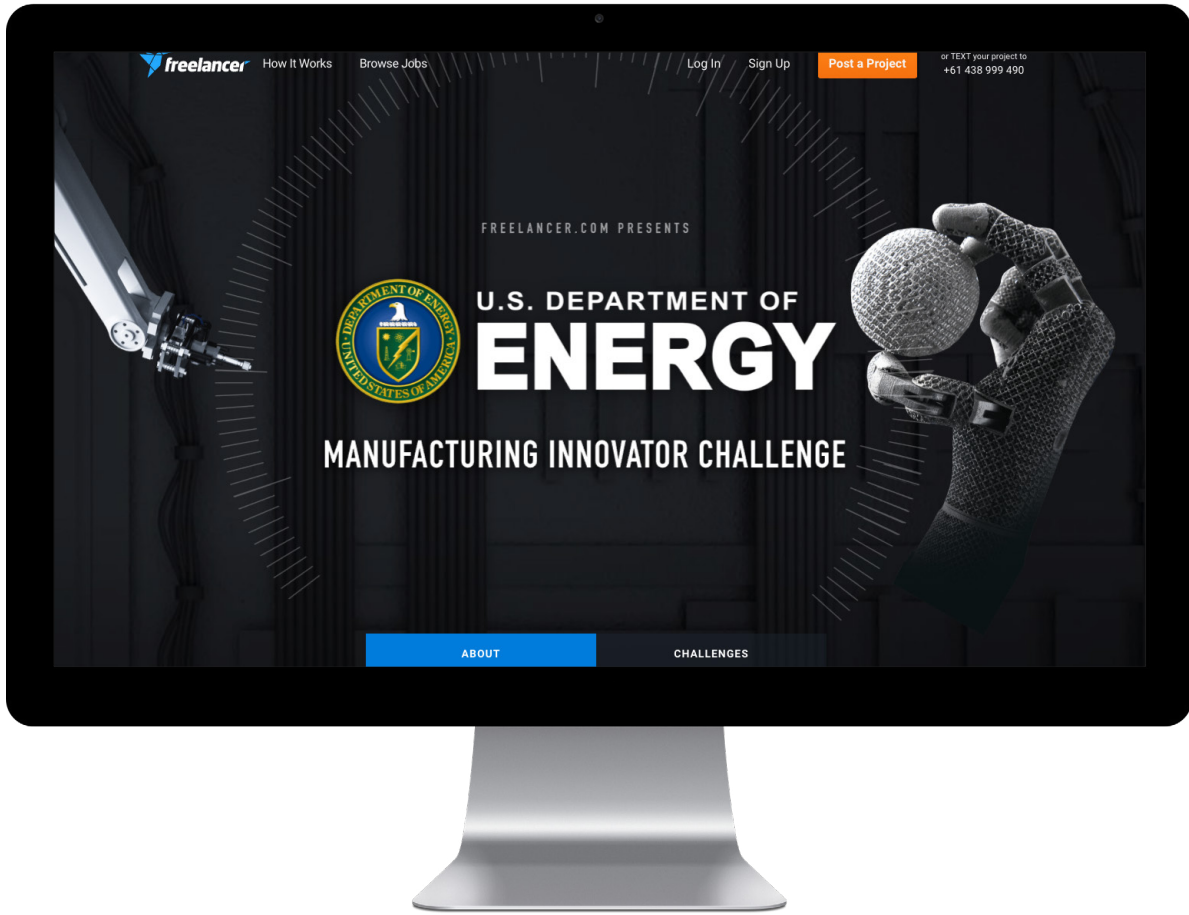 freelancer How It Works Browse Jobs Log In Sign Up Post a Project or TEXT your project to
+61 438 999 490
FREELANCER.COM PRESENTS
DEPARTMENT OF ENERGY
UNITED STATES OF AMERICA
U.S. DEPARTMENT OF
ENERGY
MANUFACTURING INNOVATOR CHALLENGE
ABOUT CHALLENGES